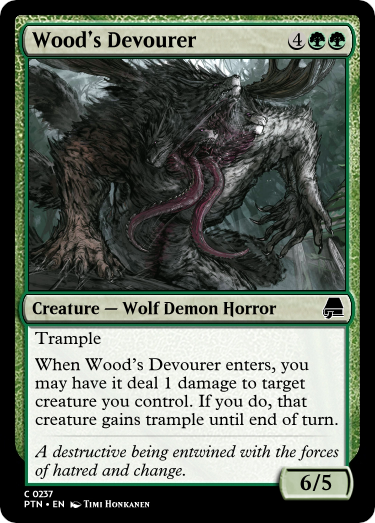 Wood's Devourer 4
Creature — Wolf Demon Horror
Trample
When Wood's Devourer enters, you
may have it deal 1 damage to target
creature you control. If you do, that
creature gains trample until end of turn.
A destructive being entwined with the forces
of hatred and change.
6/5
C 0237
PTN • EN Timi Honkanen